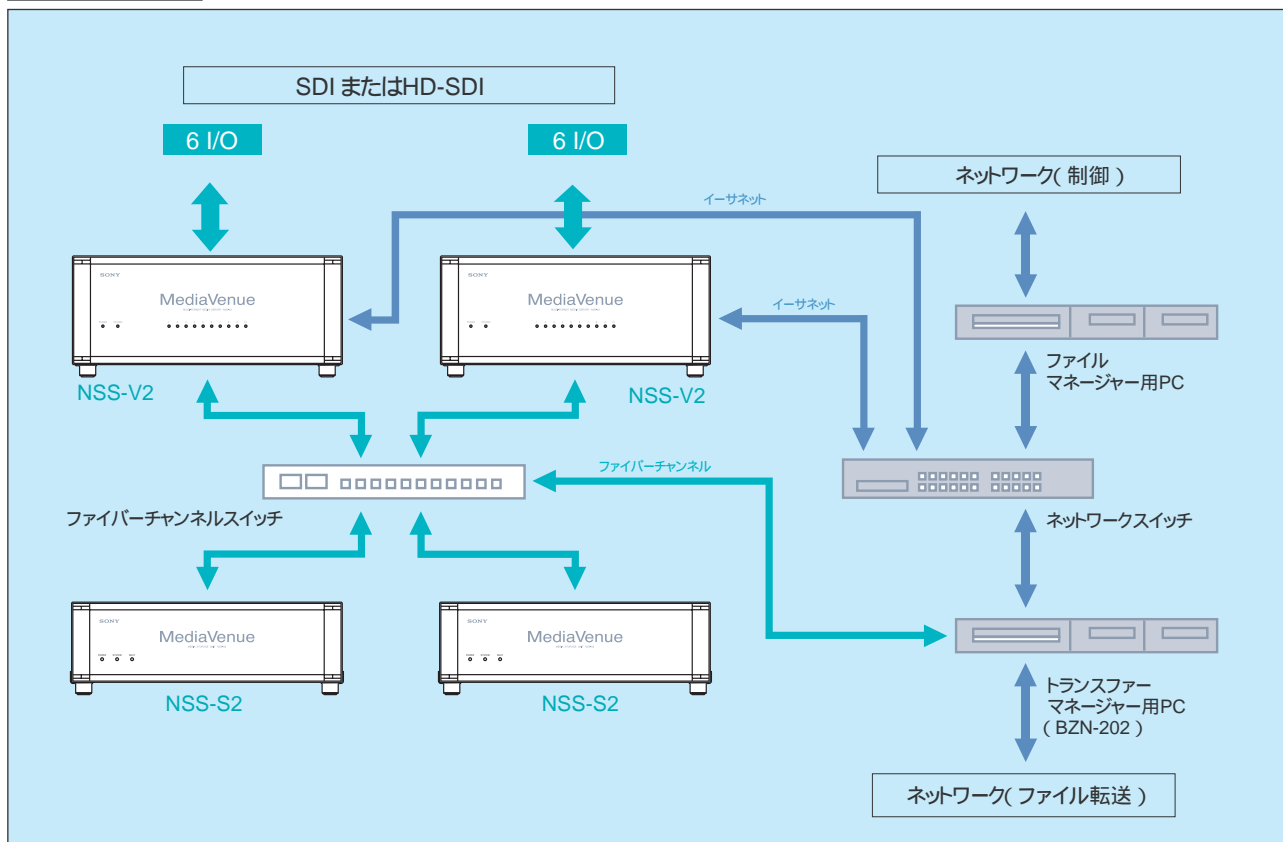 SDI またはHD-SDI
6 I/O
6 I/O
ネットワーク( 制御 )
イーサネット
SONY
MediaVenue
SONY
MediaVenue
イーサネット
NSS-V2
NSS-V2
ファイル
マネージャー用PC
ファイバーチャンネル
ファイバーチャンネルスイッチ
ネットワークスイッチ
SONY
MediaVenue
SONY
MediaVenue
NSS-S2
NSS-S2
トランスファー
マネージャー用PC
( BZN-202 )
ネットワーク( ファイル転送 )